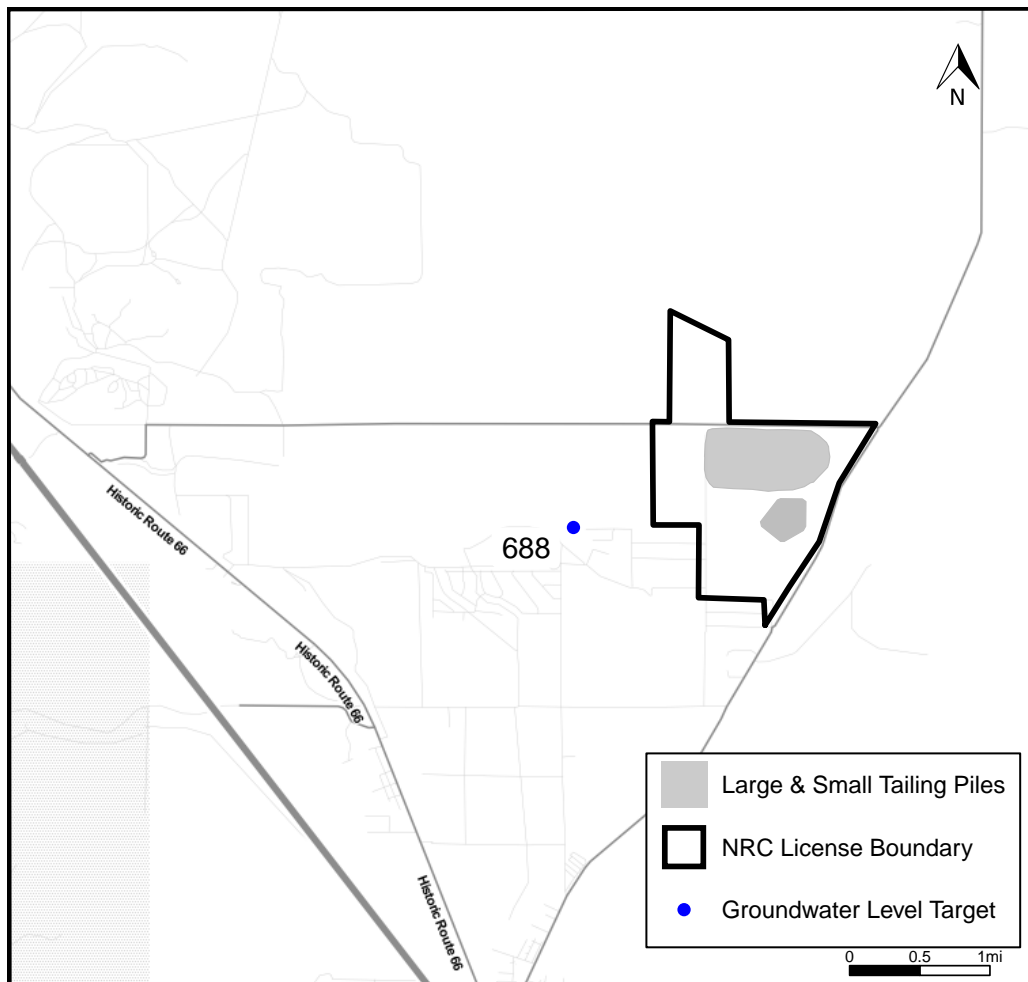 N
Historic Route 66
688
Historic Route 66
Large & Small Tailing Piles
NRC License Boundary
Historic Route 66
Groundwater Level Target
0 0.5 1mi